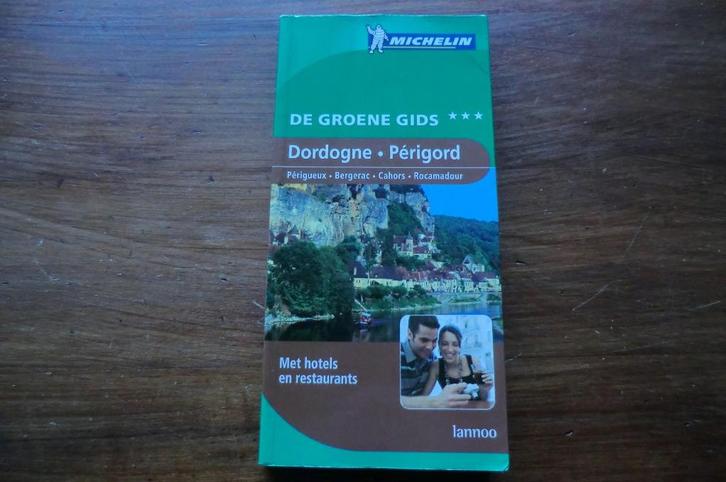 MICHELIN
DE GROENE GIDS ★★★
Dordogne • Périgord
Périgueux • Bergerac • Cahors • Rocamadour
Met hotels
en restaurants
lannoo